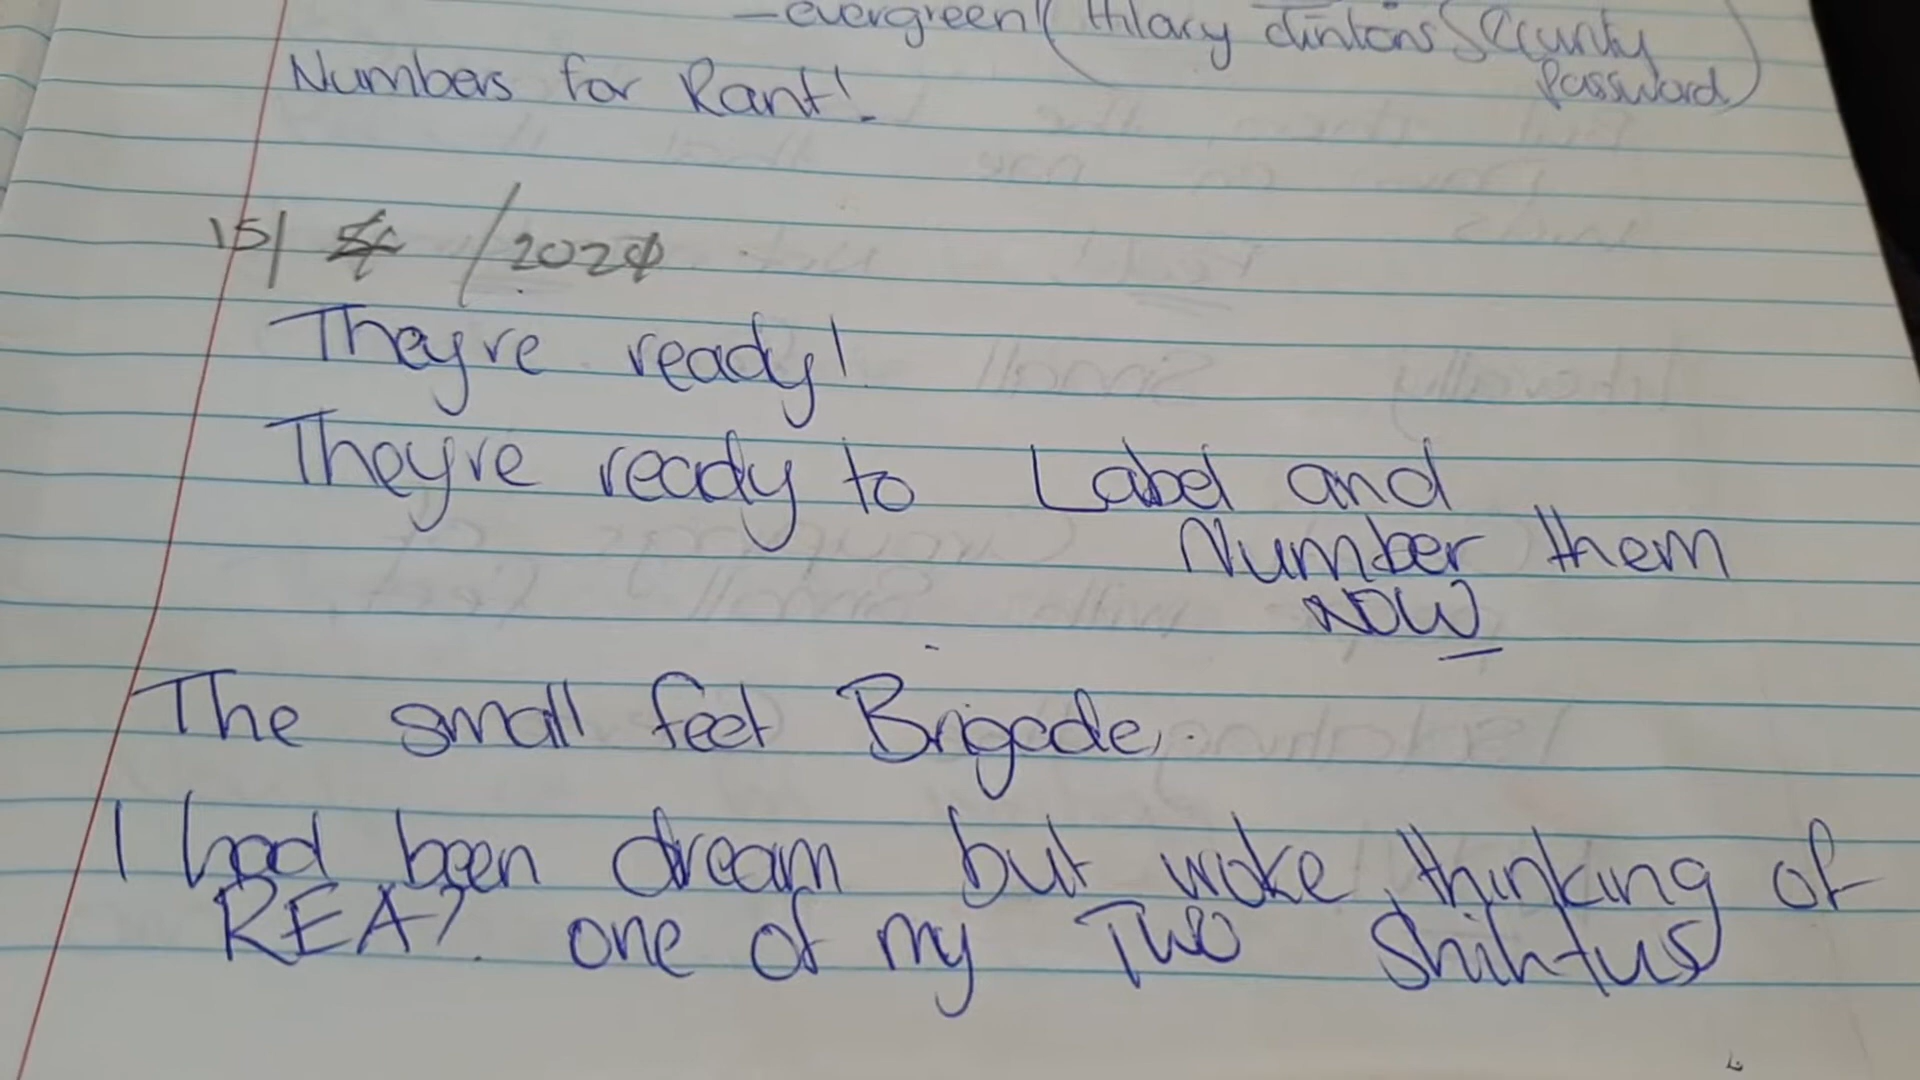 -evergreen (Hilary clintons Security
Password)
Numbers for Rant!
15/ 4 /2020
Theyre ready!
Theyre ready to Label and
Number them
NOW
The small feet Brigade.
I had been dream but woke thinking of
REA? one of my Two Shihtus